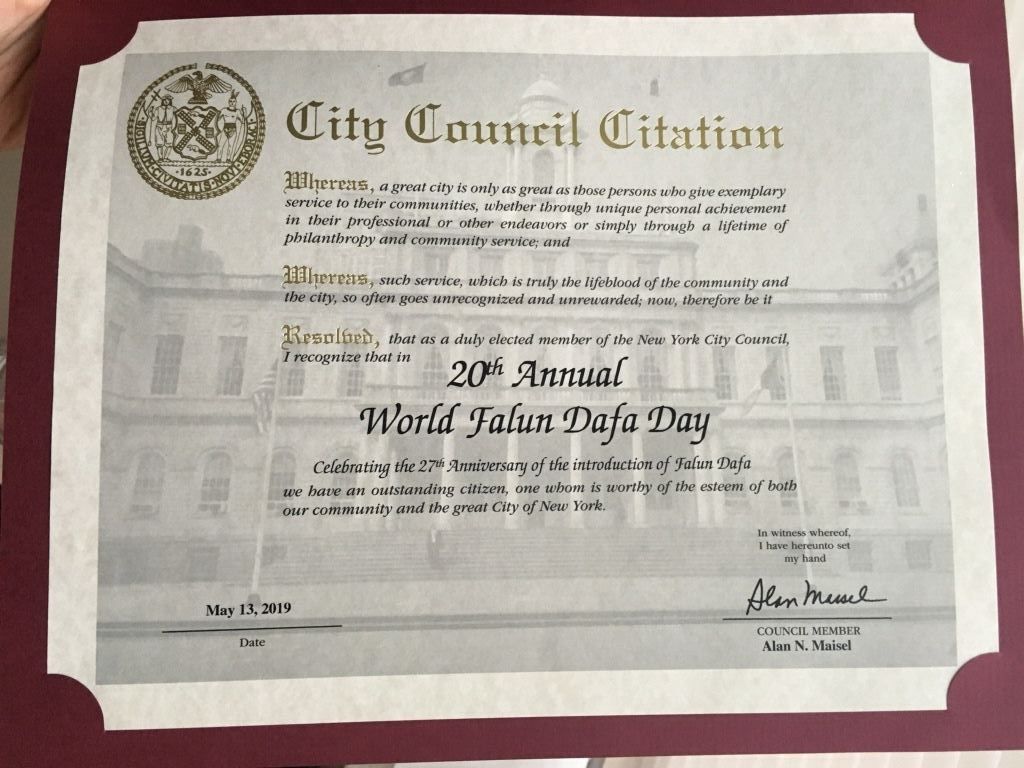 SIGILLUM·CIVITATIS·NOVI·EBORACI
·1625·
City Council Citation
Whereas, a great city is only as great as those persons who give exemplary
service to their communities, whether through unique personal achievement
in their professional or other endeavors or simply through a lifetime of
philanthropy and community service; and
Whereas, such service, which is truly the lifeblood of the community and
the city, so often goes unrecognized and unrewarded; now, therefore be it
Resolved, that as a duly elected member of the New York City Council,
I recognize that in
20th Annual
World Falun Dafa Day
Celebrating the 27th Anniversary of the introduction of Falun Dafa
we have an outstanding citizen, one whom is worthy of the esteem of both
our community and the great City of New York.
In witness whereof,
I have hereunto set
my hand
May 13, 2019
Date
Alan Maisel
COUNCIL MEMBER
Alan N. Maisel